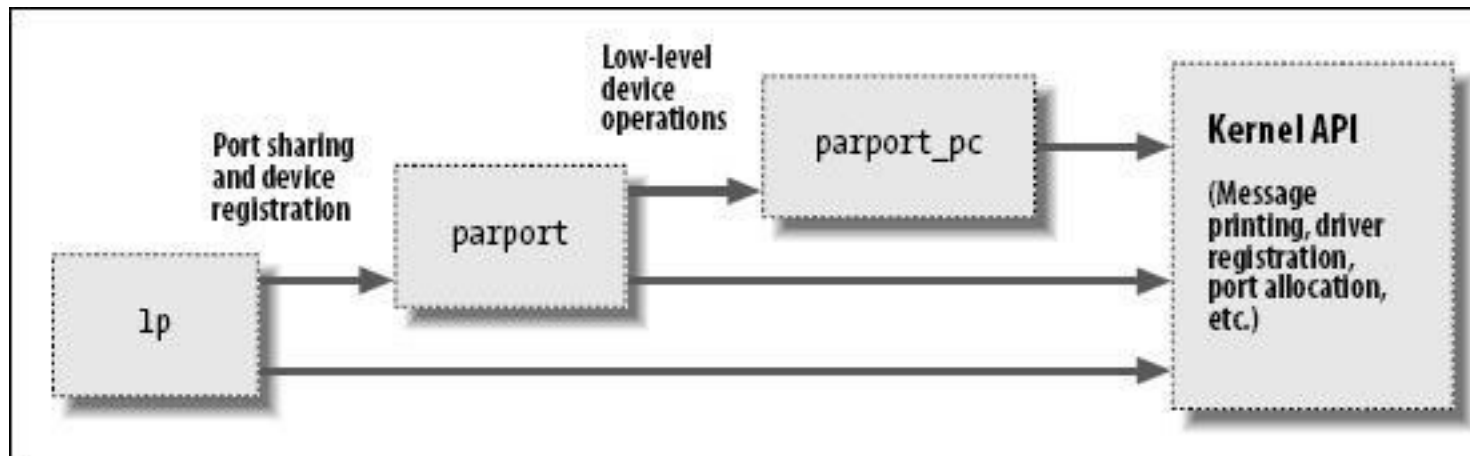 Low-level
device
operations
Port sharing
and device
registration
parport_pc
parport
lp
Kernel API
(Message
printing, driver
registration,
port allocation,
etc.)